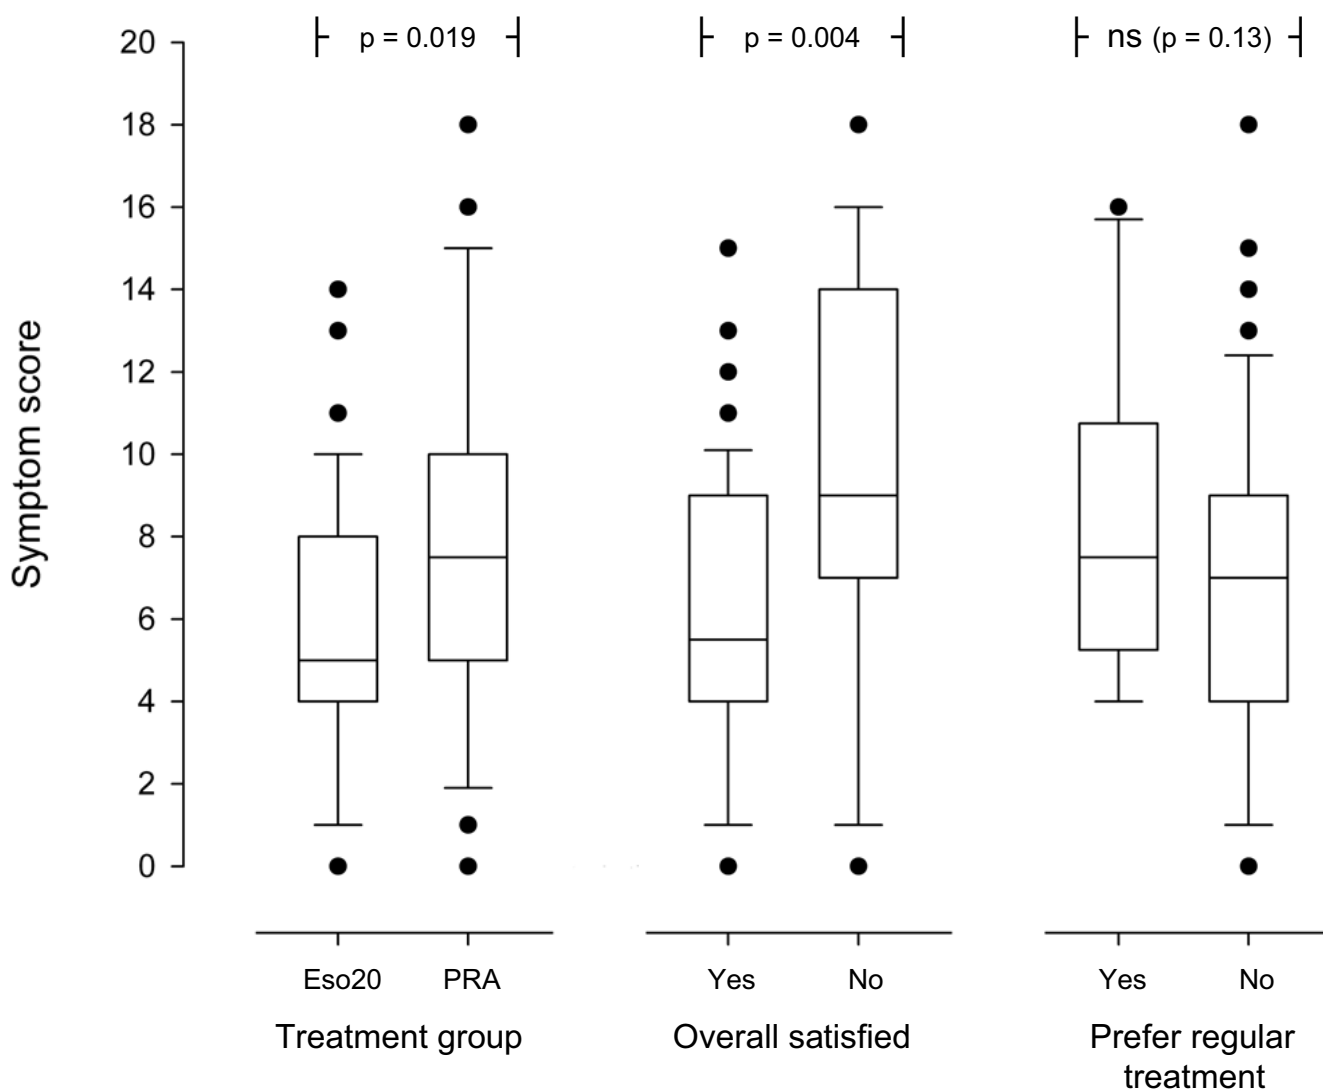 p = 0.019
p = 0.004
ns (p = 0.13)
20
18
16
14
12
10
8
6
4
2
0
Symptom score
Eso20
PRA
Yes
No
Yes
No
Treatment group
Overall satisfied
Prefer regular
treatment